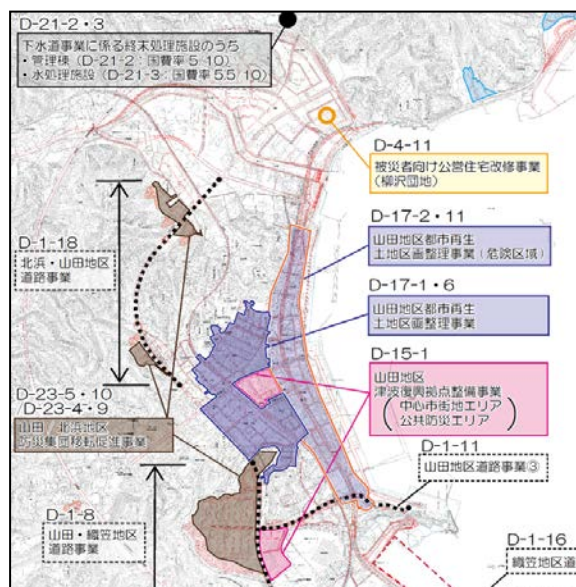 D-21-2・3
下水道事業に係る終末処理施設のうち
・管理棟（D-21-2：国費率5/10）
・水処理施設（D-21-3：国費率5.5/10）
D-4-11
被災者向け公営住宅改修事業
（柳沢団地）
D-17-2・11
山田地区都市再生
土地区画整理事業（危険区域）
D-1-18
北浜・山田地区
道路事業
D-17-1・6
山田地区都市再生
土地区画整理事業
D-15-1
山田地区
津波復興拠点整備事業
（中心市街地エリア
公共防災エリア）
D-23-5・10
D-23-4・9
山田 北浜地区
防災集団移転促進事業
D-1-11
山田地区道路事業③
D-1-8
山田・織笠地区
道路事業
D-1-16
織笠地区道